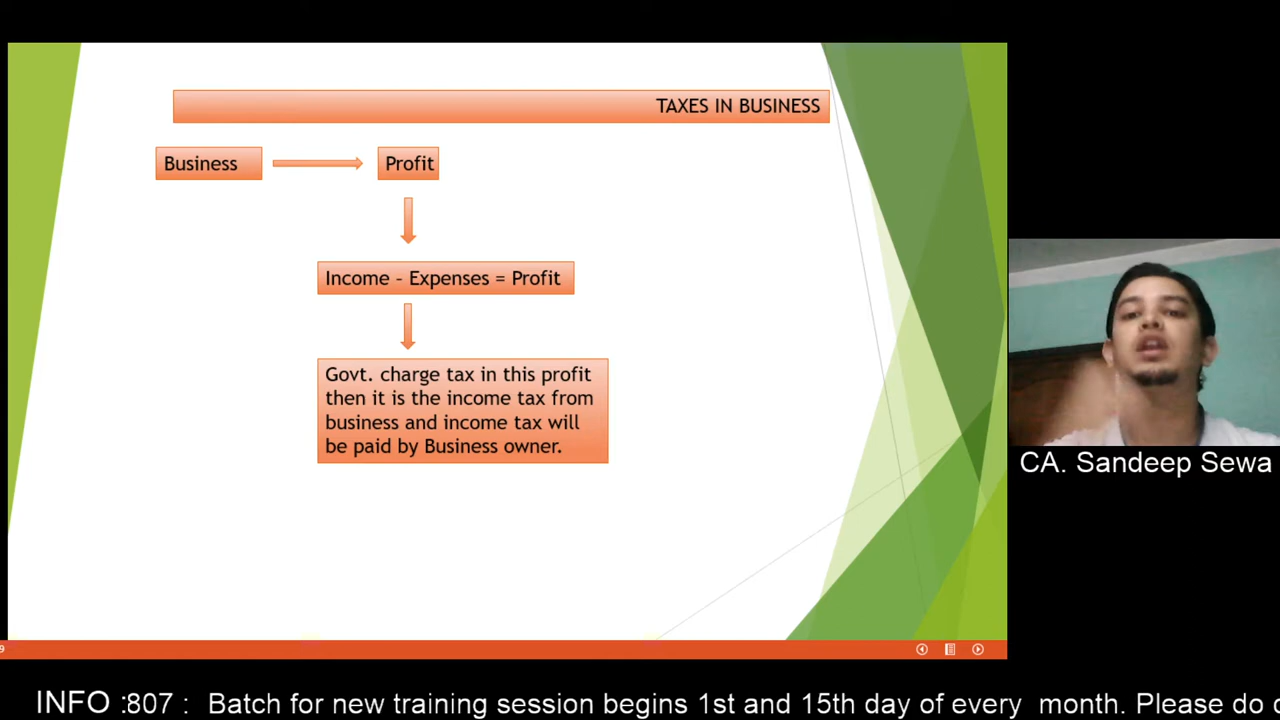 TAXES IN BUSINESS
Business
Profit
Income – Expenses = Profit
Govt. charge tax in this profit
then it is the income tax from
business and income tax will
be paid by Business owner.
CA. Sandeep Sewa
9
INFO :807 : Batch for new training session begins 1st and 15th day of every month. Please do